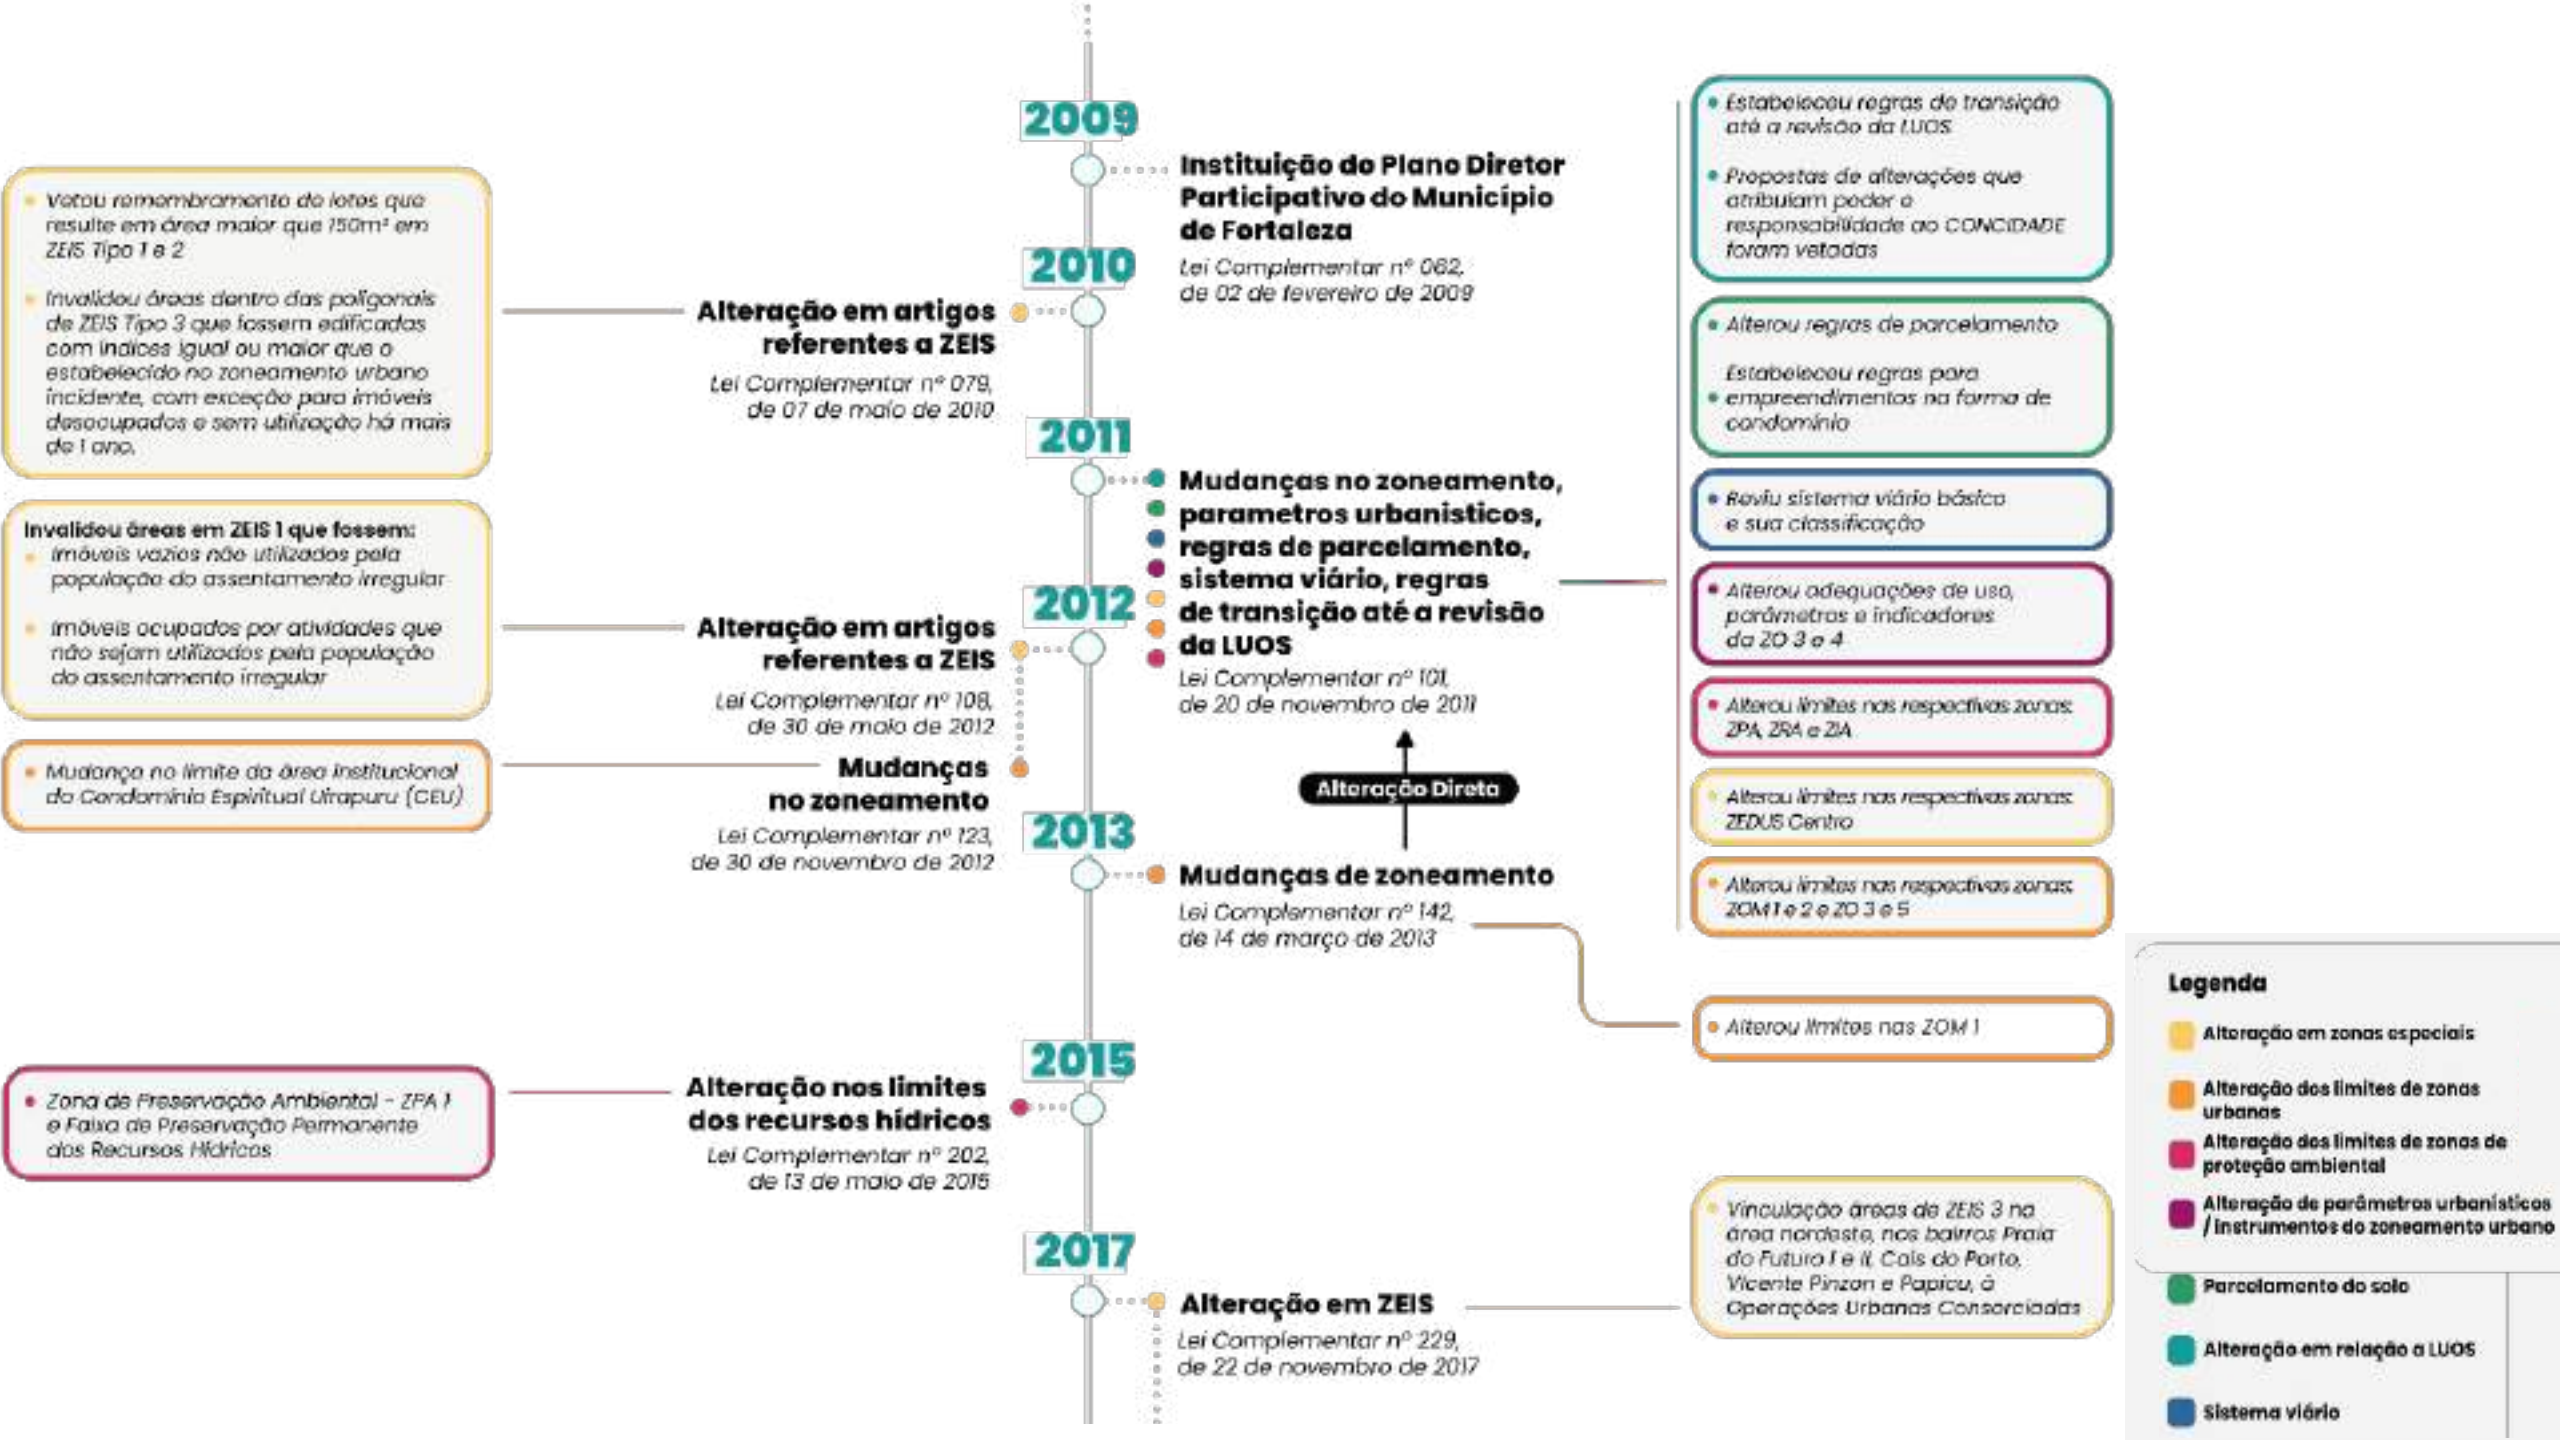 2009
Instituição do Plano Diretor
Participativo do Município
de Fortaleza
Lei Complementar nº 062,
de 02 de fevereiro de 2009
2010
Alteração em artigos
referentes a ZEIS
Lei Complementar nº 079,
de 07 de maio de 2010
Vetou remembramento de lotes que
resulte em área maior que 150m² em
ZEIS Tipo 1 e 2
Invalidou áreas dentro das poligonais
de ZEIS Tipo 3 que fossem edificadas
com índices igual ou maior que o
estabelecido no zoneamento urbano
incidente, com exceção para imóveis
desocupados e sem utilização há mais
de 1 ano.
2011
Mudanças no zoneamento,
parametros urbanisticos,
regras de parcelamento,
sistema viário, regras
de transição até a revisão
da LUOS
Lei Complementar nº 101,
de 20 de novembro de 2011
Estabeleceu regras de transição
até a revisão da LUOS
Propostas de alterações que
atribuíam poder e
responsabilidade ao CONCIDADE
foram vetadas
Alterou regras de parcelamento
Estabeleceu regras para
empreendimentos na forma de
condomínio
Reviu sistema viário básico
e sua classificação
Alterou adequações de uso,
parâmetros e indicadores
da ZO 3 e 4
Alterou limites nas respectivas zonas:
ZPA, ZRA e ZIA
Alterou limites nas respectivas zonas:
ZEDUS Centro
Alterou limites nas respectivas zonas:
ZOM 1 e 2 e ZO 3 e 5
2012
Alteração em artigos
referentes a ZEIS
Lei Complementar nº 108,
de 30 de maio de 2012
Invalidou áreas em ZEIS 1 que fossem:
Imóveis vazios não utilizados pela
população do assentamento irregular
Imóveis ocupados por atividades que
não sejam utilizados pela população
do assentamento irregular
Mudanças
no zoneamento
Lei Complementar nº 123,
de 30 de novembro de 2012
Mudança no limite da área institucional
do Condomínio Espiritual Uirapuru (CEU)
Alteração Direta
2013
Mudanças de zoneamento
Lei Complementar nº 142,
de 14 de março de 2013
Alterou limites nas ZOM 1
2015
Alteração nos limites
dos recursos hídricos
Lei Complementar nº 202,
de 13 de maio de 2015
Zona de Preservação Ambiental - ZPA 1
e Faixa de Preservação Permanente
dos Recursos Hídricos
2017
Alteração em ZEIS
Lei Complementar nº 229,
de 22 de novembro de 2017
Vinculação áreas de ZEIS 3 na
área nordeste, nos bairros Praia
do Futuro I e II, Cais do Porto,
Vicente Pinzon e Papicu, à
Operações Urbanas Consorciadas
Legenda
Alteração em zonas especiais
Alteração dos limites de zonas
urbanas
Alteração dos limites de zonas de
proteção ambiental
Alteração de parâmetros urbanísticos
/ Instrumentos do zoneamento urbano
Parcelamento do solo
Alteração em relação a LUOS
Sistema viário